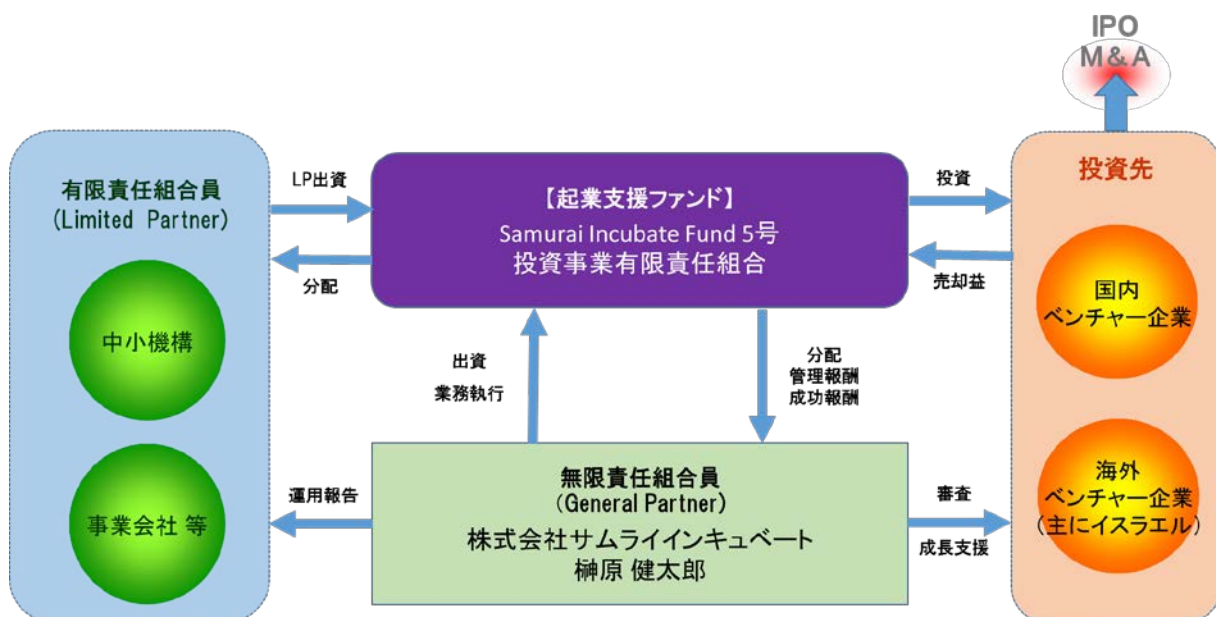 IPO
M&A
有限責任組合員
(Limited Partner)
中小機構
事業会社 等
LP出資
分配
【起業支援ファンド】
Samurai Incubate Fund 5号
投資事業有限責任組合
投資
売却益
出資
業務執行
分配
管理報酬
成功報酬
運用報告
無限責任組合員
(General Partner)
株式会社サムライインキュベート
榊原 健太郎
審査
成長支援
投資先
国内
ベンチャー企業
海外
ベンチャー企業
(主にイスラエル)